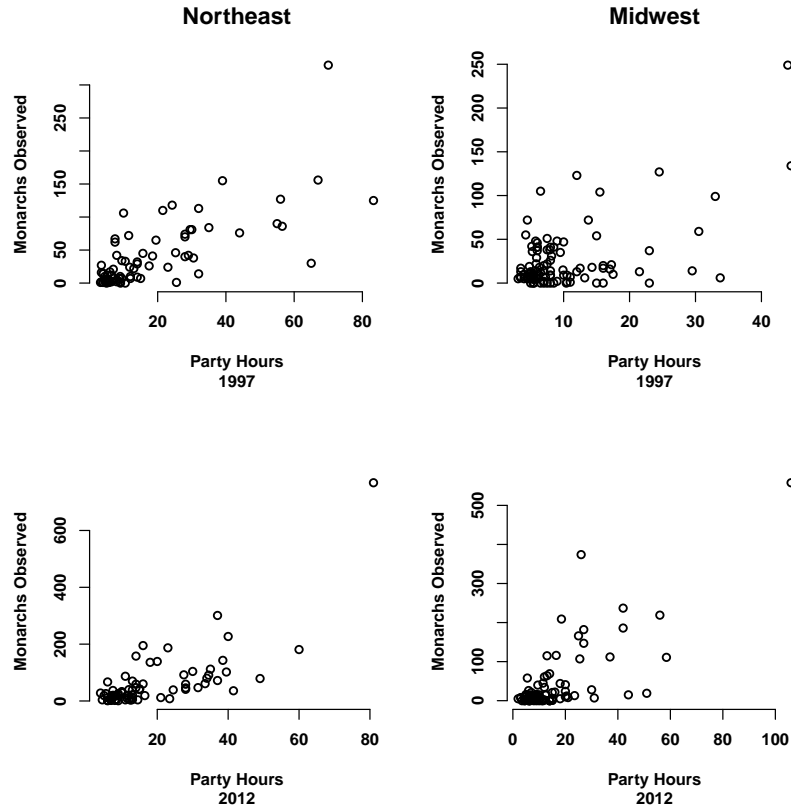 Northeast
Midwest
Monarchs Observed
0 50 150 250
20 40 60 80
Party Hours
1997
Monarchs Observed
0 50 100 150 200 250
10 20 30 40
Party Hours
1997
Monarchs Observed
0 200 400 600
20 40 60 80
Party Hours
2012
Monarchs Observed
0 100 300 500
0 20 40 60 80 100
Party Hours
2012